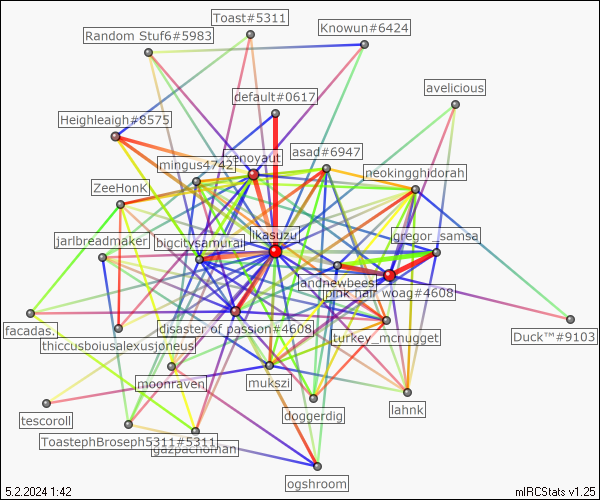 Toast#5311
Random Stuf6#5983
Knowun#6424
default#0617
avelicious
Heighleaigh#8575
enoyaut
asad#6947
mingus4742
neokingghidorah
ZeeHonK
jarlbreadmaker
bigcitysamurai
ikasuzu
gregor_samsa
landnewbees
pink hair woag#4608
facadas.
disaster of passion#4608
turkey_mcnugget
Duck™#9103
thiccusboiusalexusjoneus
moonraven
mukszi
tescoroll
doggerdig
lahnk
ToastephBroseph5311#5311
gazpachoman
ogshroom
5.2.2024 1:42
mIRCStats v1.25